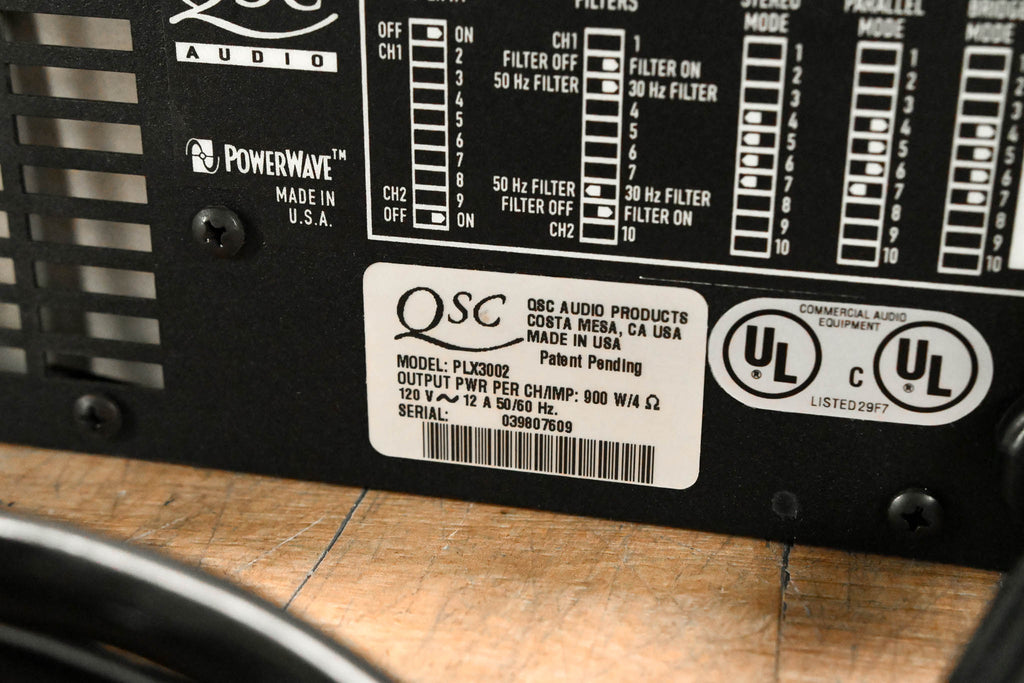 QSC
AUDIO
POWERWAVE™
MADE IN
U.S.A.
OFF ON
CH1 2
3
4
5
6
7
8
CH2 9
OFF ON
FILTERS
CH1 1
FILTER OFF FILTER ON
50 Hz FILTER 30 Hz FILTER
4
5
6
7
50 Hz FILTER 30 Hz FILTER
FILTER OFF FILTER ON
CH2 10
STEREO
MODE
1
2
3
4
5
6
7
8
9
10
PARALLEL
MODE
1
2
3
4
5
6
7
8
9
10
MODE
1
2
3
4
5
6
7
8
9
10
QSC
QSC AUDIO PRODUCTS
COSTA MESA, CA USA
MADE IN USA
Patent Pending
MODEL: PLX3002
OUTPUT PWR PER CH/IMP: 900 W/4 Ω
120 V~ 12 A 50/60 Hz.
SERIAL: 039807609
COMMERCIAL AUDIO
EQUIPMENT
UL ® C UL ®
LISTED 29F7